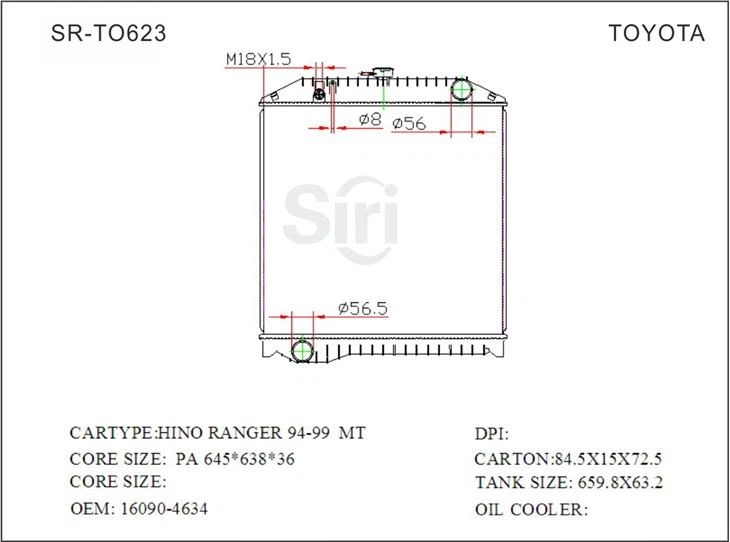 SR-TO623
TOYOTA
M18X1.5
Ø8
Ø56
Siri
Ø56.5
CARTYPE:HINO RANGER 94-99 MT
DPI:
CORE SIZE: PA 645*638*36
CARTON:84.5X15X72.5
CORE SIZE:
TANK SIZE: 659.8X63.2
OEM: 16090-4634
OIL COOLER: